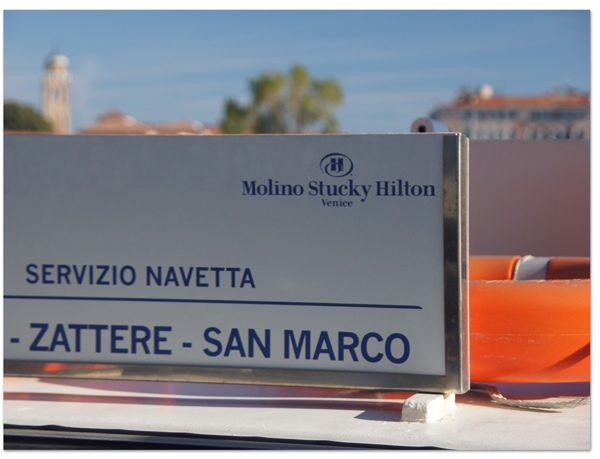 H
Molino Stucky Hilton
Venice
SERVIZIO NAVETTA
- ZATTERE - SAN MARCO